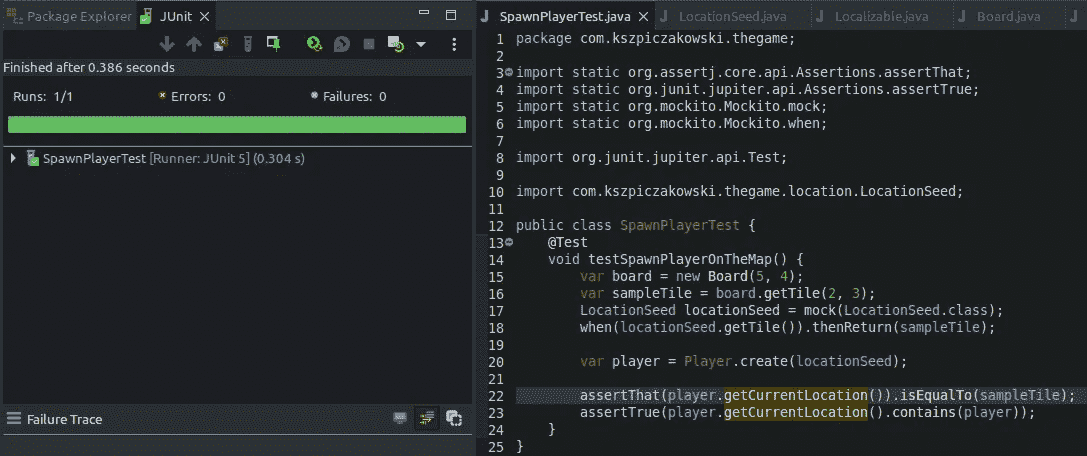 Package Explorer JUnit
Finished after 0.386 seconds
Runs: 1/1 Errors: 0 Failures: 0
SpawnPlayerTest [Runner: JUnit 5] (0.304 s)
Failure Trace
SpawnPlayerTest.java LocationSeed.java Localizable.java Board.java
1 package com.kszpiczakowski.thegame;
2
3 import static org.assertj.core.api.Assertions.assertThat;
4 import static org.junit.jupiter.api.Assertions.assertTrue;
5 import static org.mockito.Mockito.mock;
6 import static org.mockito.Mockito.when;
7
8 import org.junit.jupiter.api.Test;
9
10 import com.kszpiczakowski.thegame.location.LocationSeed;
11
12 public class SpawnPlayerTest {
13 @Test
14 void testSpawnPlayerOnTheMap() {
15 var board = new Board(5, 4);
16 var sampleTile = board.getTile(2, 3);
17 LocationSeed locationSeed = mock(LocationSeed.class);
18 when(locationSeed.getTile()).thenReturn(sampleTile);
19
20 var player = Player.create(locationSeed);
21
22 assertThat(player.getCurrentLocation()).isEqualTo(sampleTile);
23 assertTrue(player.getCurrentLocation().contains(player));
24 }
25 }